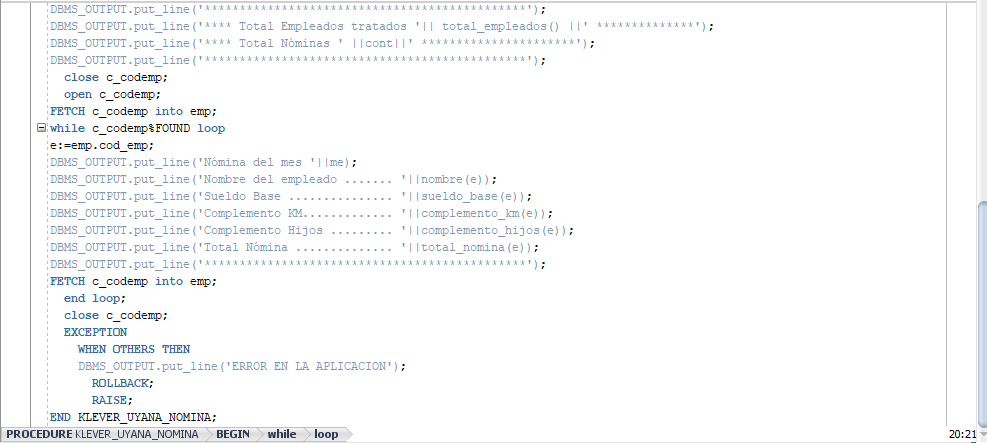 DBMS_OUTPUT.put_line('**********************************************');
DBMS_OUTPUT.put_line('**** Total Empleados tratados '|| total_empleados() ||' **************');
DBMS_OUTPUT.put_line('**** Total Nóminas ' ||cont||' **********************');
DBMS_OUTPUT.put_line('**********************************************');
close c_codemp;
open c_codemp;
FETCH c_codemp into emp;
while c_codemp%FOUND loop
e:=emp.cod_emp;
DBMS_OUTPUT.put_line('Nómina del mes '||me);
DBMS_OUTPUT.put_line('Nombre del empleado ....... '||nombre(e));
DBMS_OUTPUT.put_line('Sueldo Base ............... '||sueldo_base(e));
DBMS_OUTPUT.put_line('Complemento KM............. '||complemento_km(e));
DBMS_OUTPUT.put_line('Complemento Hijos ......... '||complemento_hijos(e));
DBMS_OUTPUT.put_line('Total Nómina .............. '||total_nomina(e));
DBMS_OUTPUT.put_line('**********************************************');
FETCH c_codemp into emp;
end loop;
close c_codemp;
EXCEPTION
WHEN OTHERS THEN
DBMS_OUTPUT.put_line('ERROR EN LA APLICACION');
ROLLBACK;
RAISE;
END KLEVER_UYANA_NOMINA;
PROCEDURE KLEVER_UYANA_NOMINA BEGIN while loop 20:21